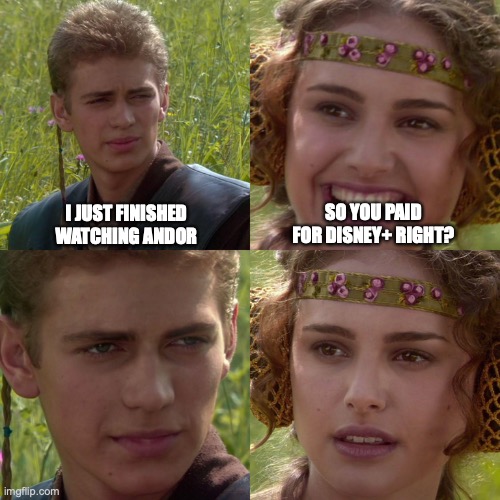 I JUST FINISHED
WATCHING ANDOR
SO YOU PAID
FOR DISNEY+ RIGHT?
imgflip.com